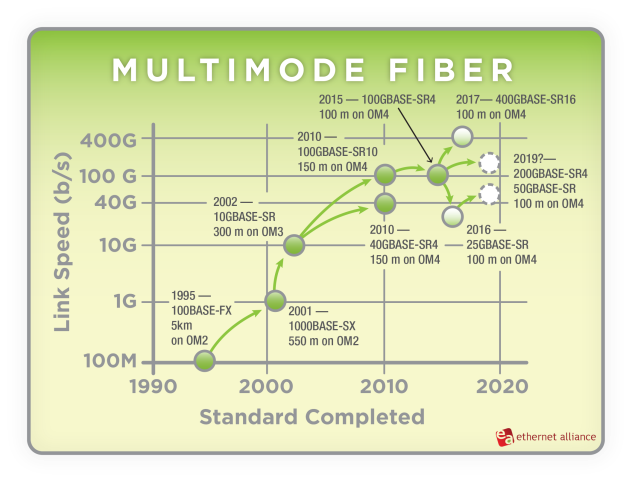 MULTIMODE FIBER
2015 — 100GBASE-SR4
100 m on OM4
2017— 400GBASE-SR16
100 m on OM4
2010 —
100GBASE-SR10
150 m on OM4
2019?—
200GBASE-SR4
50GBASE-SR
100 m on OM4
2002 —
10GBASE-SR
300 m on OM3
2010 —
40GBASE-SR4
150 m on OM4
2016 —
25GBASE-SR
100 m on OM4
1995 —
100BASE-FX
5km
on OM2
2001 —
1000BASE-SX
550 m on OM2
Link Speed (b/s)
400G
100 G
40G
10G
1G
100M
1990
2000
2010
2020
Standard Completed
ea
ethernet alliance